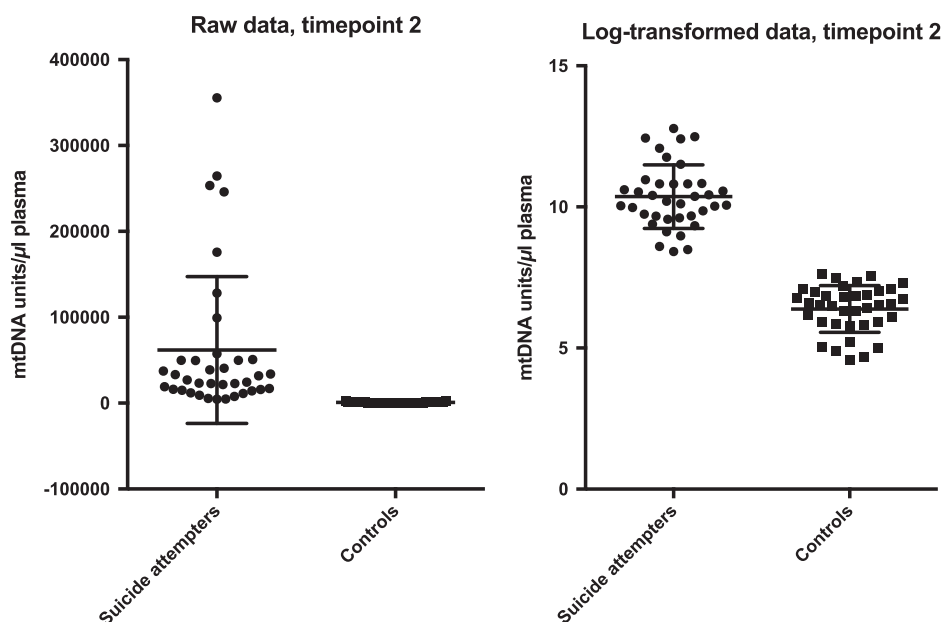 Raw data, timepoint 2
400000
300000
200000
100000
0
-100000
mtDNA units/µl plasma
Suicide attempters
Controls
Log-transformed data, timepoint 2
15
10
5
0
mtDNA units/µl plasma
Suicide attempters
Controls